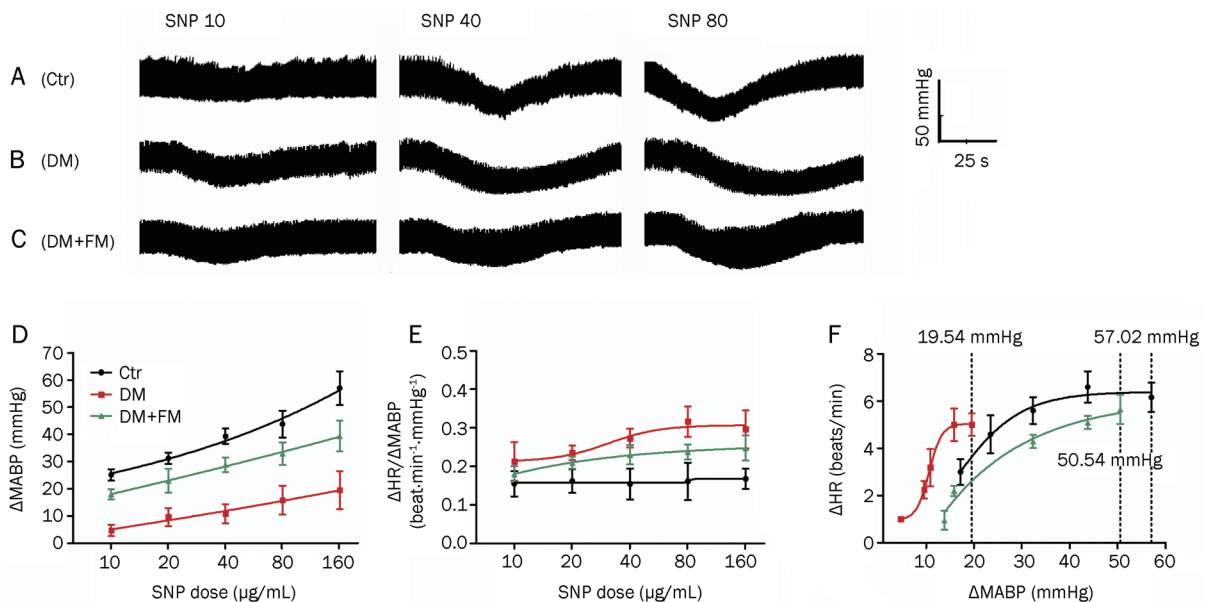 SNP 10 SNP 40 SNP 80
A (Ctr)
B (DM)
C (DM+FM)
50 mmHg
25 s
D
70
60
50
40
30
20
10
0
ΔMABP (mmHg)
Ctr
DM
DM+FM
10 20 40 80 160
SNP dose (µg/mL)
E
0.5
0.4
0.3
0.2
0.1
0.0
ΔHR/ΔMABP
(beat·min⁻¹·mmHg⁻¹)
10 20 40 80 160
SNP dose (µg/mL)
F
19.54 mmHg 57.02 mmHg
8
6
4
2
0
ΔHR (beats/min)
50.54 mmHg
0 10 20 30 40 50 60
ΔMABP (mmHg)